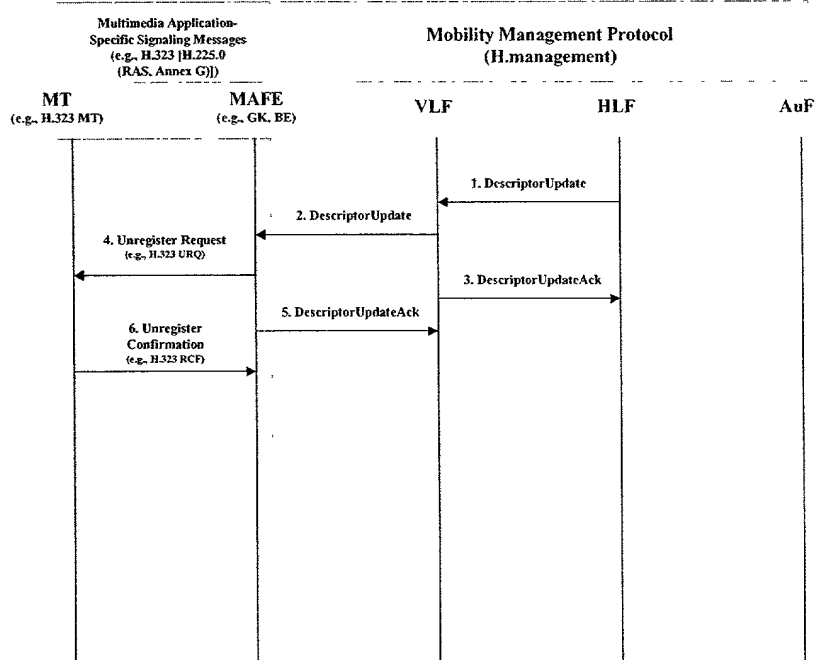 Multimedia Application-
Specific Signaling Messages
(e.g., H.323 [H.225.0
(RAS, Annex G)])
Mobility Management Protocol
(H.management)
MT
(e.g., H.323 MT)
MAFE
(e.g., GK, BE)
VLF
HLF
AuF
1. DescriptorUpdate
2. DescriptorUpdate
4. Unregister Request
(e.g., H.323 URQ)
3. DescriptorUpdateAck
5. DescriptorUpdateAck
6. Unregister
Confirmation
(e.g., H.323 RCF)